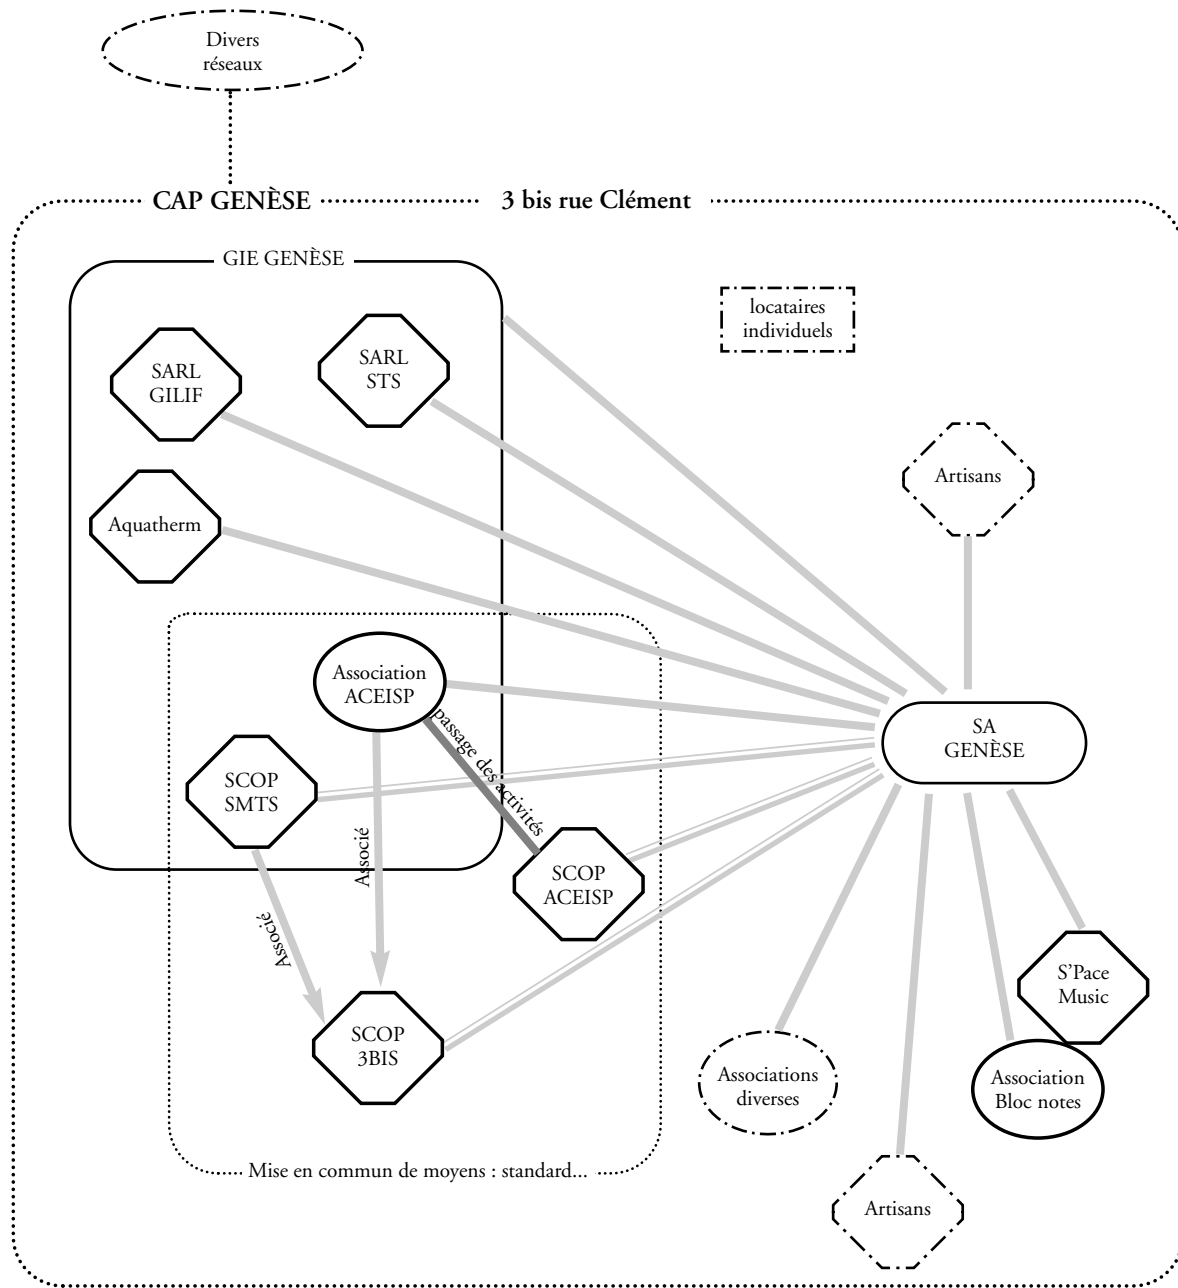 Divers
réseaux
CAP GENÈSE
3 bis rue Clément
GIE GENÈSE
locataires
individuels
SARL
GILIF
SARL
STS
Artisans
Aquatherm
Association
ACEISP
passage des activités
SA
GENÈSE
SCOP
SMTS
Associé
SCOP
ACEISP
Associé
S'Pace
Music
SCOP
3BIS
Associations
diverses
Association
Bloc notes
Mise en commun de moyens : standard...
Artisans